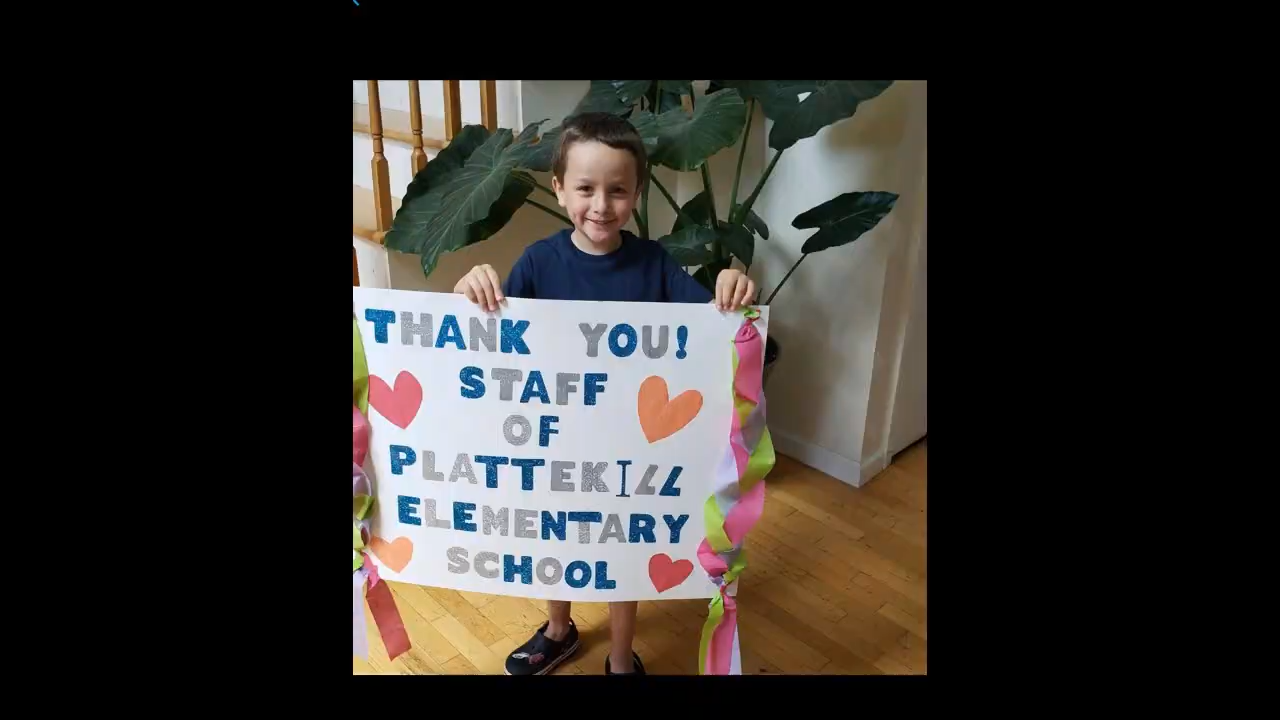 THANK YOU!
STAFF
OF
PLATTEKILL
ELEMENTARY
SCHOOL